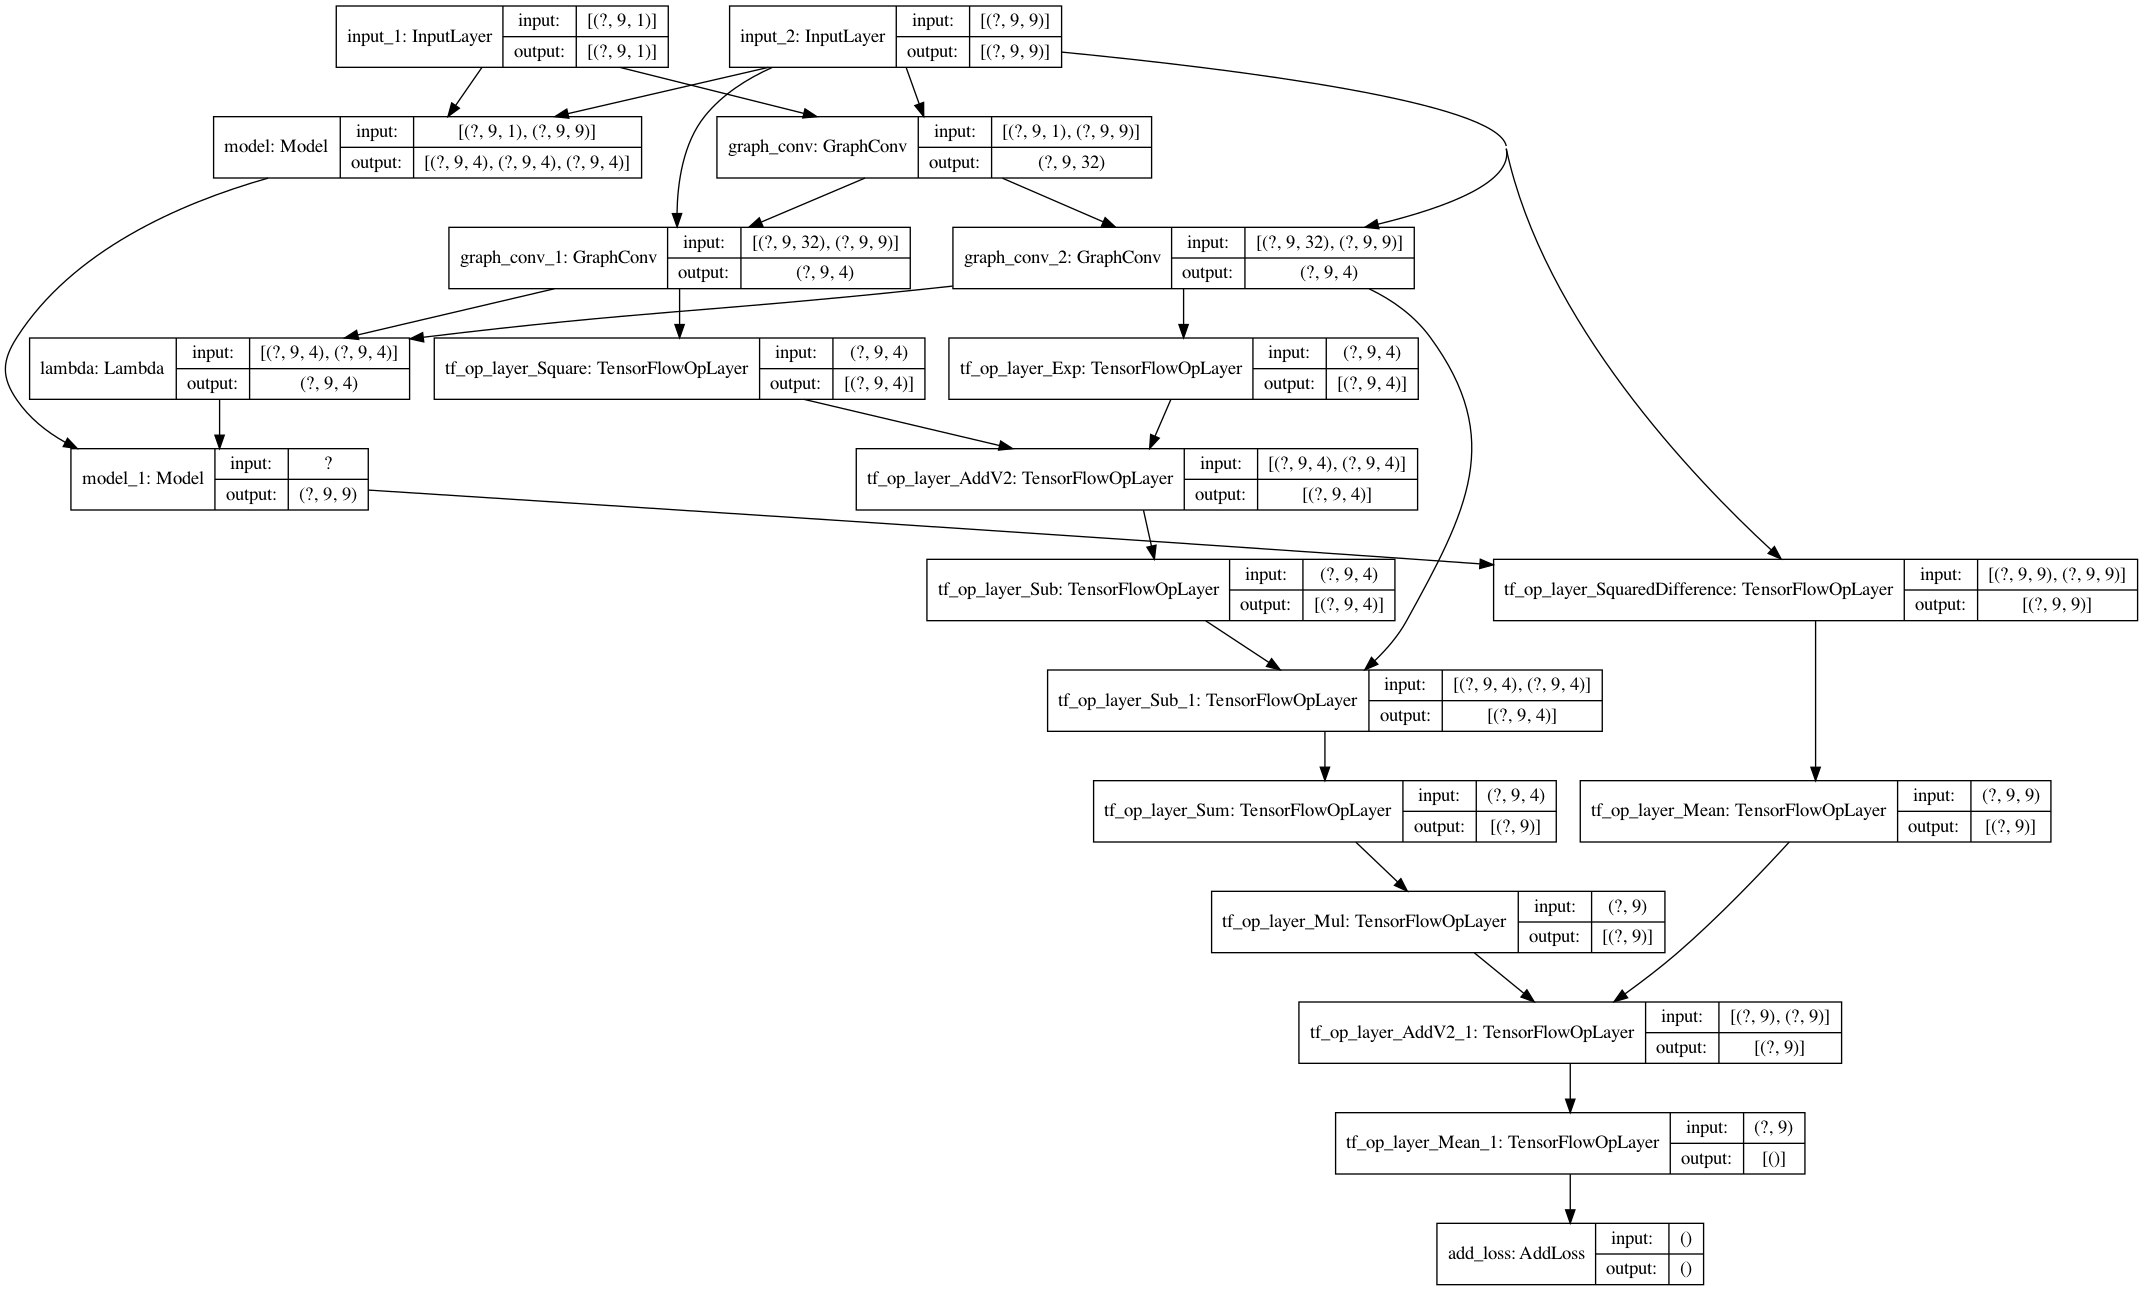 input_1: InputLayer
input:
[(?, 9, 1)]
output:
[(?, 9, 1)]
input_2: InputLayer
input:
[(?, 9, 9)]
output:
[(?, 9, 9)]
model: Model
input:
[(?, 9, 1), (?, 9, 9)]
output:
[(?, 9, 4), (?, 9, 4), (?, 9, 4)]
graph_conv: GraphConv
input:
[(?, 9, 1), (?, 9, 9)]
output:
(?, 9, 32)
graph_conv_1: GraphConv
input:
[(?, 9, 32), (?, 9, 9)]
output:
(?, 9, 4)
graph_conv_2: GraphConv
input:
[(?, 9, 32), (?, 9, 9)]
output:
(?, 9, 4)
lambda: Lambda
input:
[(?, 9, 4), (?, 9, 4)]
output:
(?, 9, 4)
tf_op_layer_Square: TensorFlowOpLayer
input:
(?, 9, 4)
output:
[(?, 9, 4)]
tf_op_layer_Exp: TensorFlowOpLayer
input:
(?, 9, 4)
output:
[(?, 9, 4)]
model_1: Model
input:
?
output:
(?, 9, 9)
tf_op_layer_AddV2: TensorFlowOpLayer
input:
[(?, 9, 4), (?, 9, 4)]
output:
[(?, 9, 4)]
tf_op_layer_Sub: TensorFlowOpLayer
input:
(?, 9, 4)
output:
[(?, 9, 4)]
tf_op_layer_SquaredDifference: TensorFlowOpLayer
input:
[(?, 9, 9), (?, 9, 9)]
output:
[(?, 9, 9)]
tf_op_layer_Sub_1: TensorFlowOpLayer
input:
[(?, 9, 4), (?, 9, 4)]
output:
[(?, 9, 4)]
tf_op_layer_Sum: TensorFlowOpLayer
input:
(?, 9, 4)
output:
[(?, 9)]
tf_op_layer_Mean: TensorFlowOpLayer
input:
(?, 9, 9)
output:
[(?, 9)]
tf_op_layer_Mul: TensorFlowOpLayer
input:
(?, 9)
output:
[(?, 9)]
tf_op_layer_AddV2_1: TensorFlowOpLayer
input:
[(?, 9), (?, 9)]
output:
[(?, 9)]
tf_op_layer_Mean_1: TensorFlowOpLayer
input:
(?, 9)
output:
[()]
add_loss: AddLoss
input:
()
output:
()